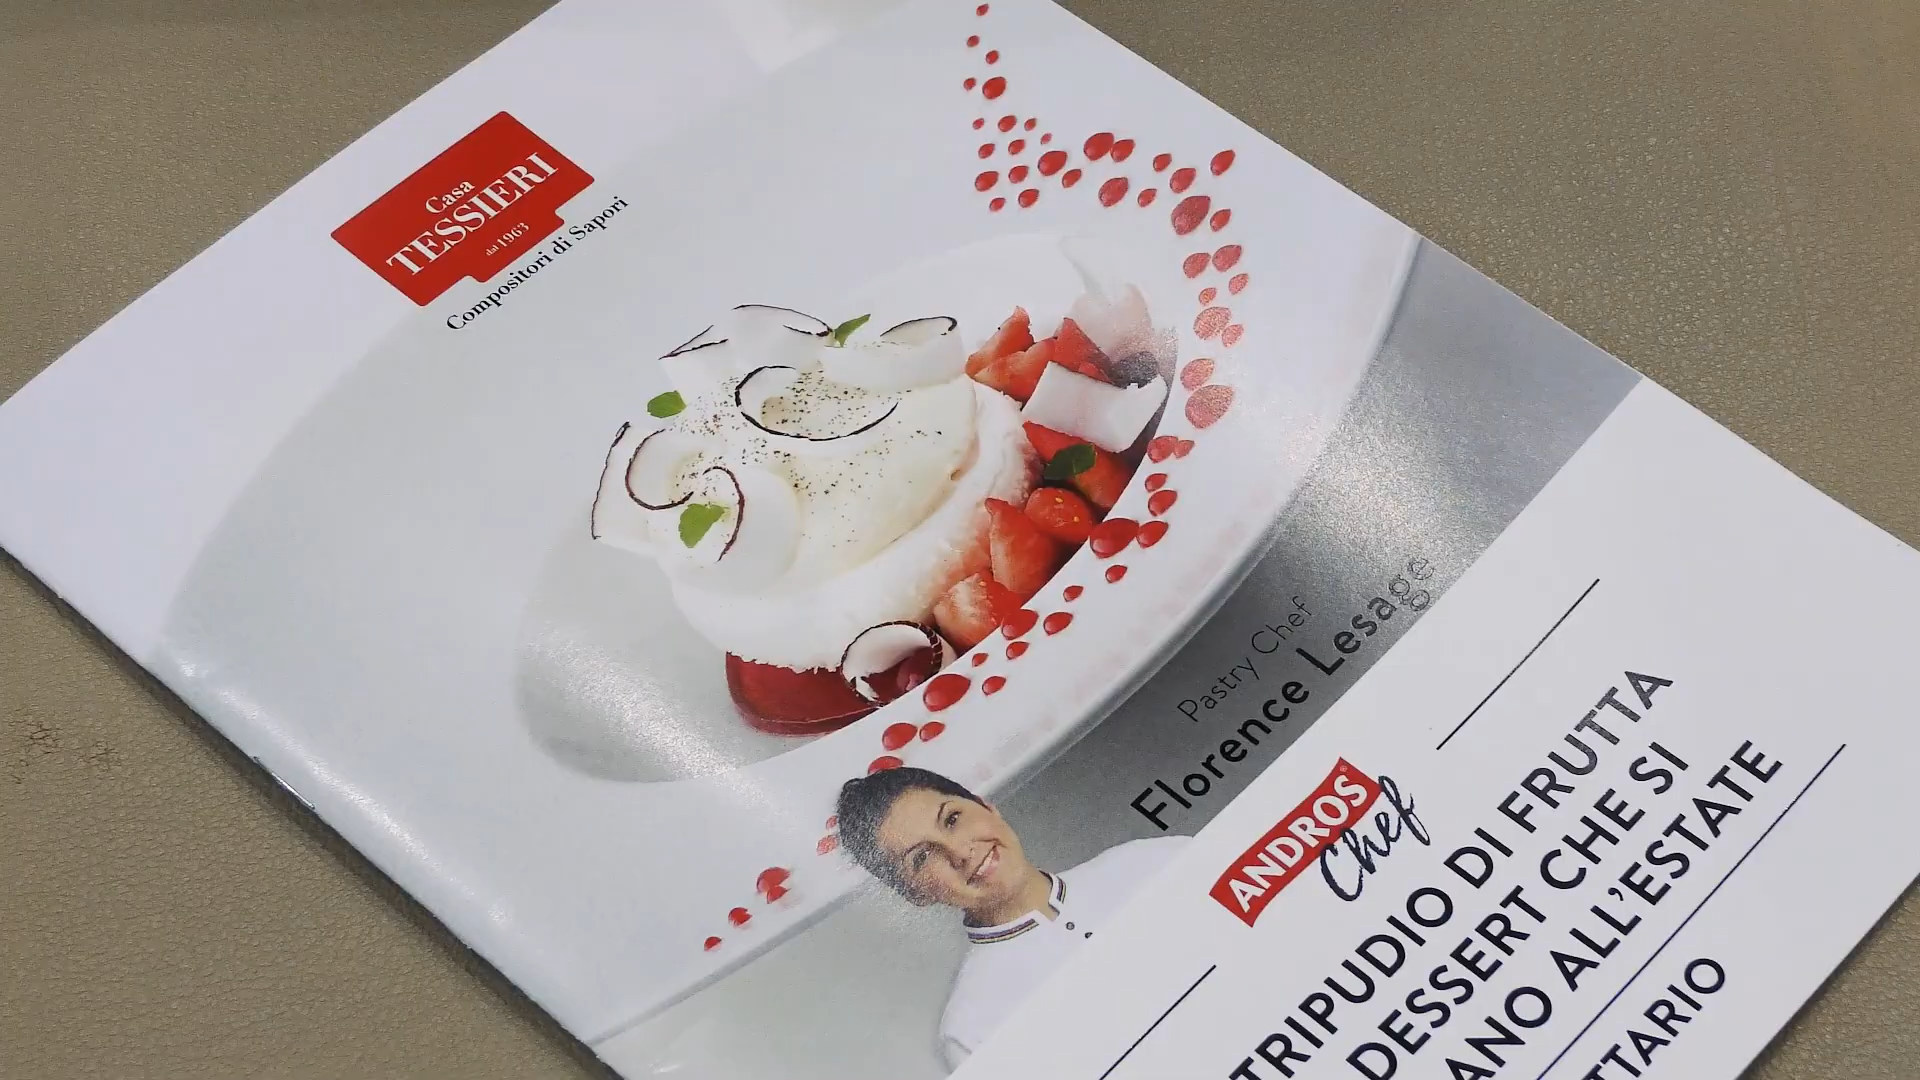 Casa
TESSIERI
dal 1963
Compositori di Sapori
Pastry Chef
Florence Lesage
ANDROS
Chef
TRIPUDIO DI FRUTTA
DESSERT CHE SI
ANO ALL'ESTATE
TTARIO